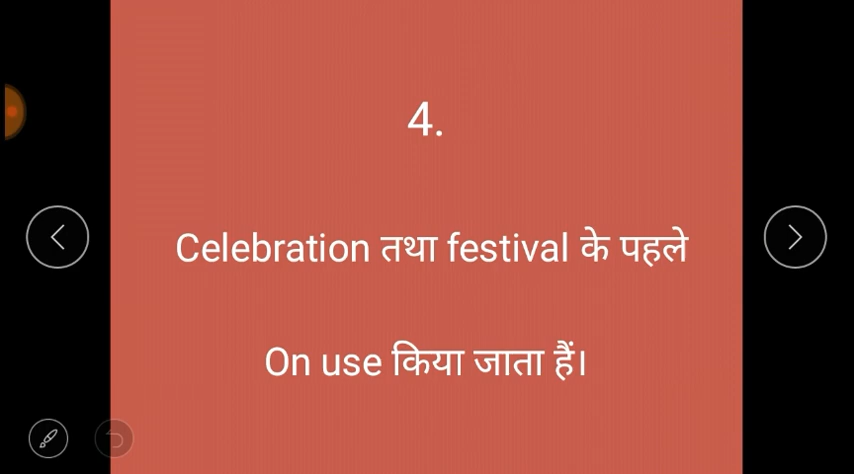 4.
Celebration तथा festival के पहले
On use किया जाता हैं।